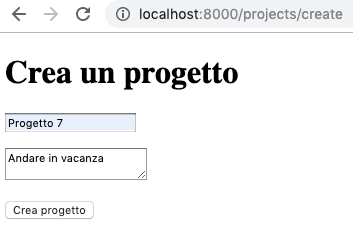 localhost:8000/projects/create
Crea un progetto
Progetto 7
Andare in vacanza
Crea progetto